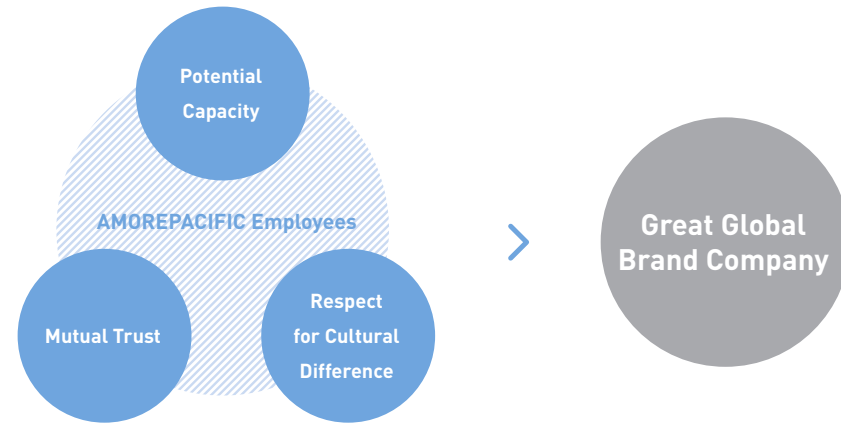 Potential
Capacity
AMOREPACIFIC Employees
Mutual Trust
Respect
for Cultural
Difference
Great Global
Brand Company